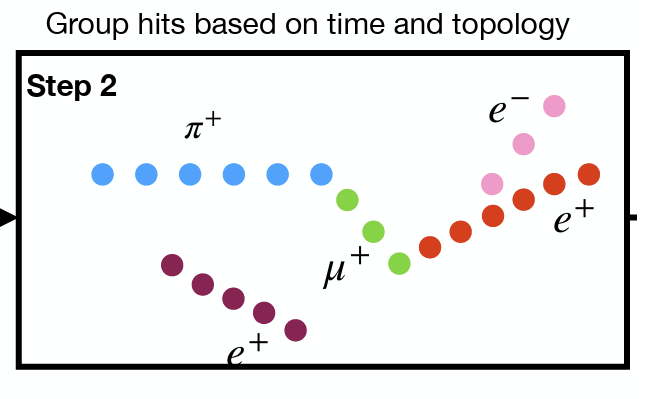 Group hits based on time and topology
Step 2
e⁻
π⁺
e⁺
μ⁺
e⁺